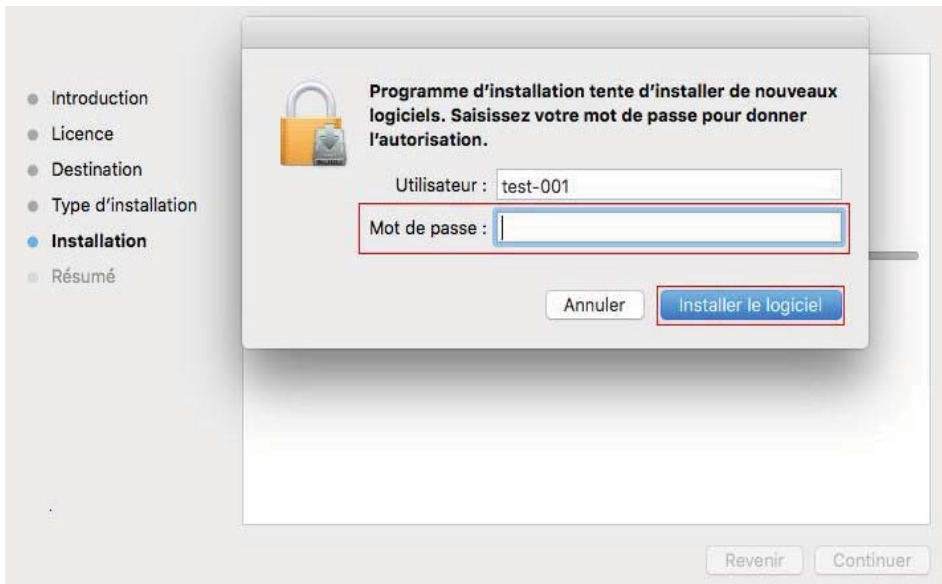 Introduction
Licence
Destination
Type d'installation
Installation
Résumé
Programme d'installation tente d'installer de nouveaux
logiciels. Saisissez votre mot de passe pour donner
l'autorisation.
Utilisateur : test-001
Mot de passe :
Annuler
Installer le logiciel
Revenir
Continuer